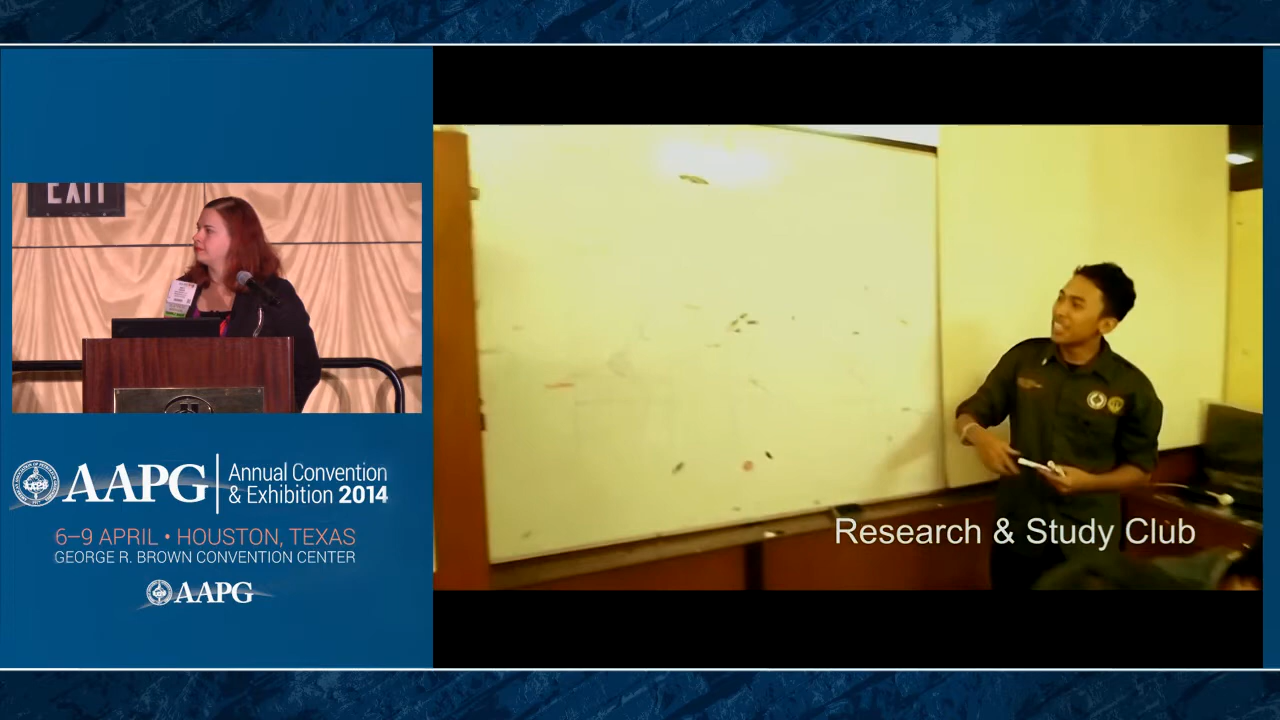 EXIT
AAPG
Annual Convention
& Exhibition 2014
6–9 APRIL • HOUSTON, TEXAS
GEORGE R. BROWN CONVENTION CENTER
AAPG
Research & Study Club